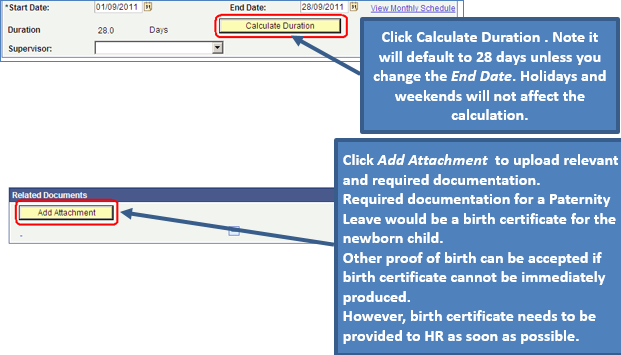 *Start Date: 01/09/2011 End Date: 28/09/2011 View Monthly Schedule
Duration 28.0 Days Calculate Duration
Supervisor:
Click Calculate Duration . Note it
will default to 28 days unless you
change the End Date. Holidays and
weekends will not affect the
calculation.
Related Documents
Add Attachment
Click Add Attachment to upload relevant
and required documentation.
Required documentation for a Paternity
Leave would be a birth certificate for the
newborn child.
Other proof of birth can be accepted if
birth certificate cannot be immediately
produced.
However, birth certificate needs to be
provided to HR as soon as possible.